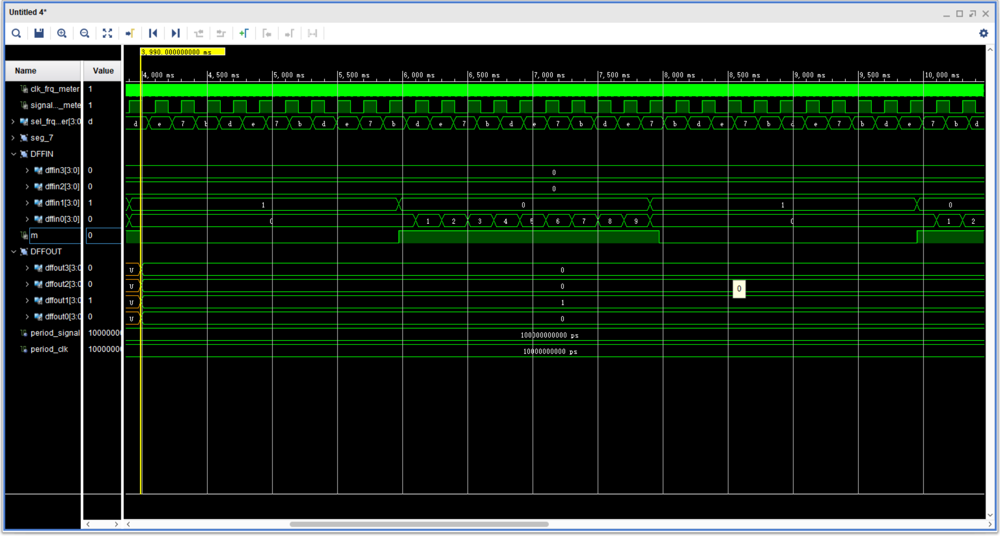 Untitled 4*
3,990.000000000 ms
Name Value
4,000 ms 4,500 ms 5,000 ms 5,500 ms 6,000 ms 6,500 ms 7,000 ms 7,500 ms 8,000 ms 8,500 ms 9,000 ms 9,500 ms 10,000 ms
clk_frq_meter 1
signal..._mete 1
sel_frq...er[3:0 d d e 7 b d e 7 b d e 7 b d e 7 b d e 7 b d e 7 b d e 7 b d e 7 b d e 7 b d
seg_7
DFFIN
dffin3[3:0] 0 0
dffin2[3:0] 0 0
dffin1[3:0] 1 1 0 1 0
dffin0[3:0] 0 0 1 2 3 4 5 6 7 8 9 0 1 2
m 0
DFFOUT
dffout3[3:0 0 U 0
dffout2[3:0 0 U 0 0
dffout1[3:0 1 U 1
dffout0[3:0 0 U 0
period_signal 10000000 100000000000 ps
period_clk 10000000 10000000000 ps